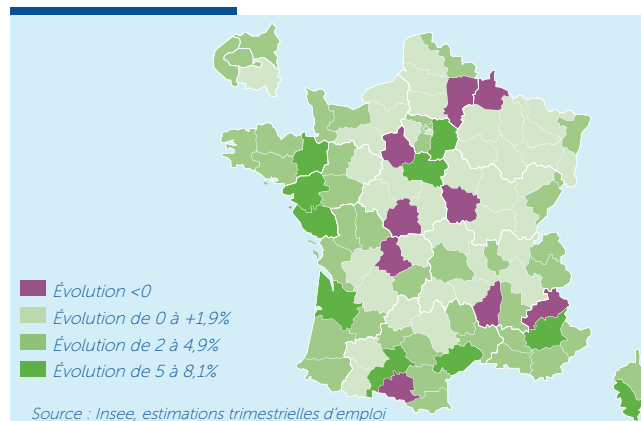 Évolution <0
Évolution de 0 à +1,9%
Évolution de 2 à 4,9%
Évolution de 5 à 8,1%
Source : Insee, estimations trimestrielles d'emploi